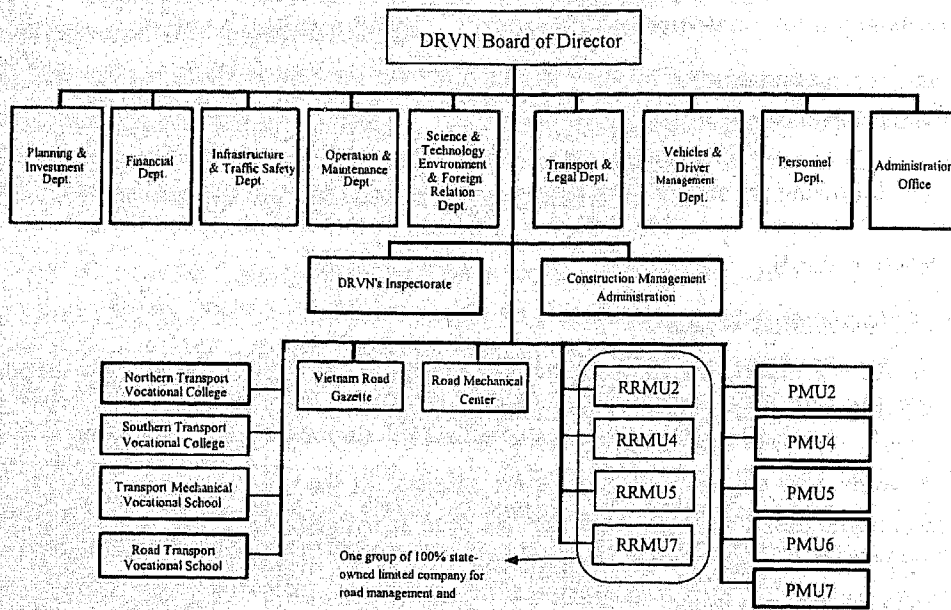 DRVN Board of Director
Planning &
Investment
Dept.
Financial
Dept.
Infrastructure
& Traffic Safety
Dept.
Operation &
Maintenance
Dept.
Science &
Technology
Environment
& Foreign
Relation
Dept.
Transport &
Legal Dept.
Vehicles &
Driver
Management
Dept.
Personnel
Dept.
Administration
Office
DRVN's Inspectorate
Construction Management
Administration
Northern Transport
Vocational College
Southern Transport
Vocational College
Transport Mechanical
Vocational School
Road Transport
Vocational School
Vietnam Road
Gazette
Road Mechanical
Center
RRMU2
RRMU4
RRMU5
RRMU7
PMU2
PMU4
PMU5
PMU6
PMU7
One group of 100% state-
owned limited company for
road management and